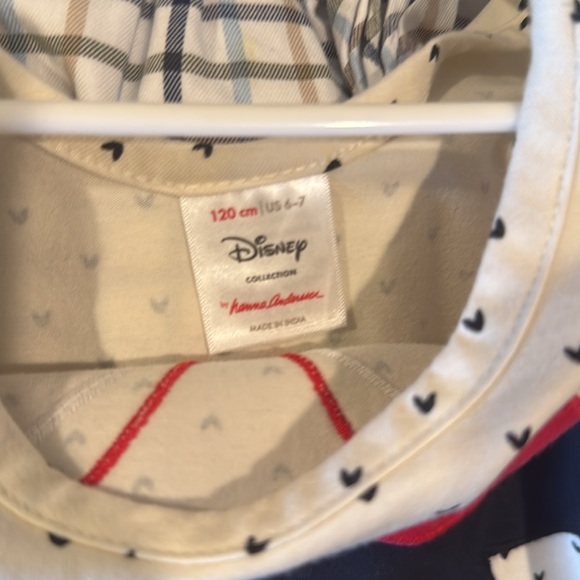 120 cm | US 6-7
Disney
COLLECTION
by hanna Andersson
MADE IN INDIA